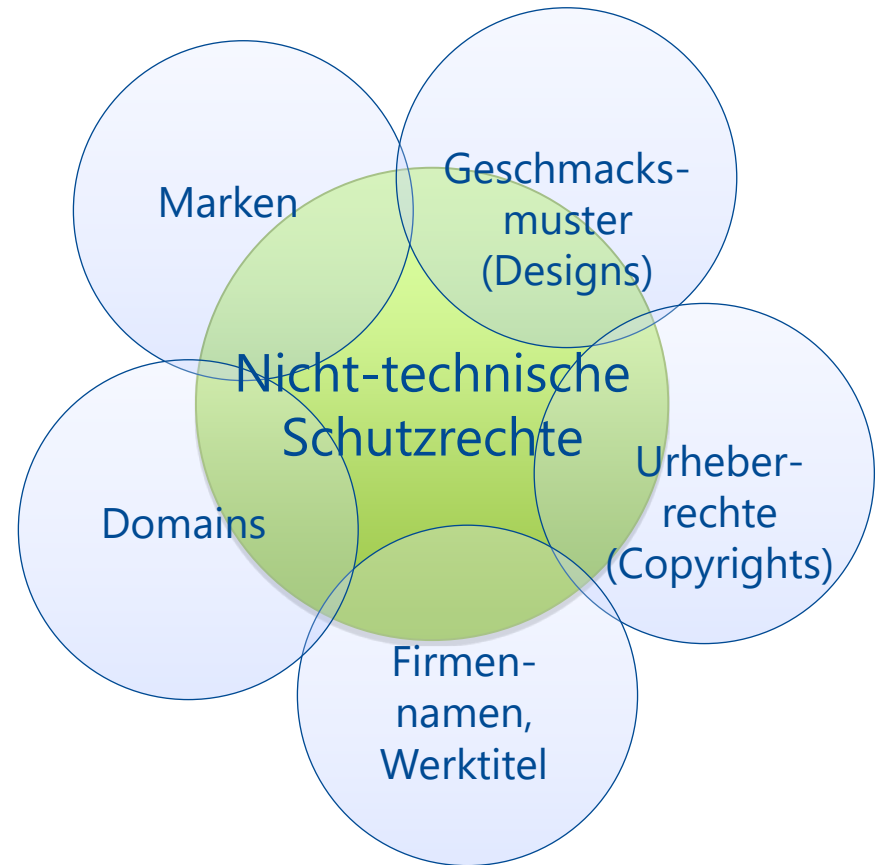 Marken
Geschmacks-
muster
(Designs)
Nicht-technische
Schutzrechte
Urheber-
rechte
(Copyrights)
Domains
Firmen-
namen,
Werktitel